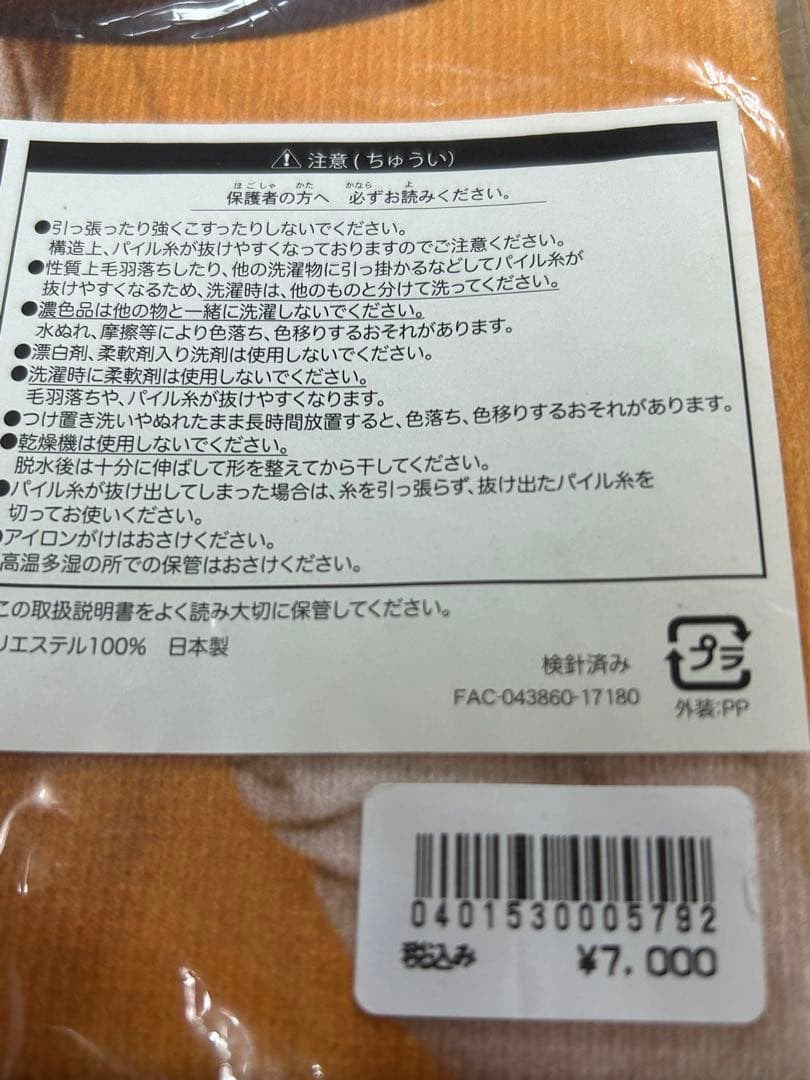 ⚠ 注意(ちゅうい)
ほごしゃ かた かなら よ
保護者の方へ 必ずお読みください。
●引っ張ったり強くこすったりしないでください。
構造上、パイル糸が抜けやすくなっておりますのでご注意ください。
●性質上毛羽落ちしたり、他の洗濯物に引っ掛かるなどしてパイル糸が
抜けやすくなるため、洗濯時は、他のものと分けて洗ってください。
●濃色品は他の物と一緒に洗濯しないでください。
水ぬれ、摩擦等により色落ち、色移りするおそれがあります。
●漂白剤、柔軟剤入り洗剤は使用しないでください。
●洗濯時に柔軟剤は使用しないでください。
毛羽落ちや、パイル糸が抜けやすくなります。
●つけ置き洗いやぬれたまま長時間放置すると、色落ち、色移りするおそれがあります。
●乾燥機は使用しないでください。
脱水後は十分に伸ばして形を整えてから干してください。
●パイル糸が抜け出してしまった場合は、糸を引っ張らず、抜け出たパイル糸を
切ってお使いください。
●アイロンがけはおさけください。
高温多湿の所での保管はおさけください。
この取扱説明書をよく読み大切に保管してください。
リエステル100% 日本製
検針済み
FAC-043860-17180
プラ
外装:PP
0401530005792
税込み ¥7,000